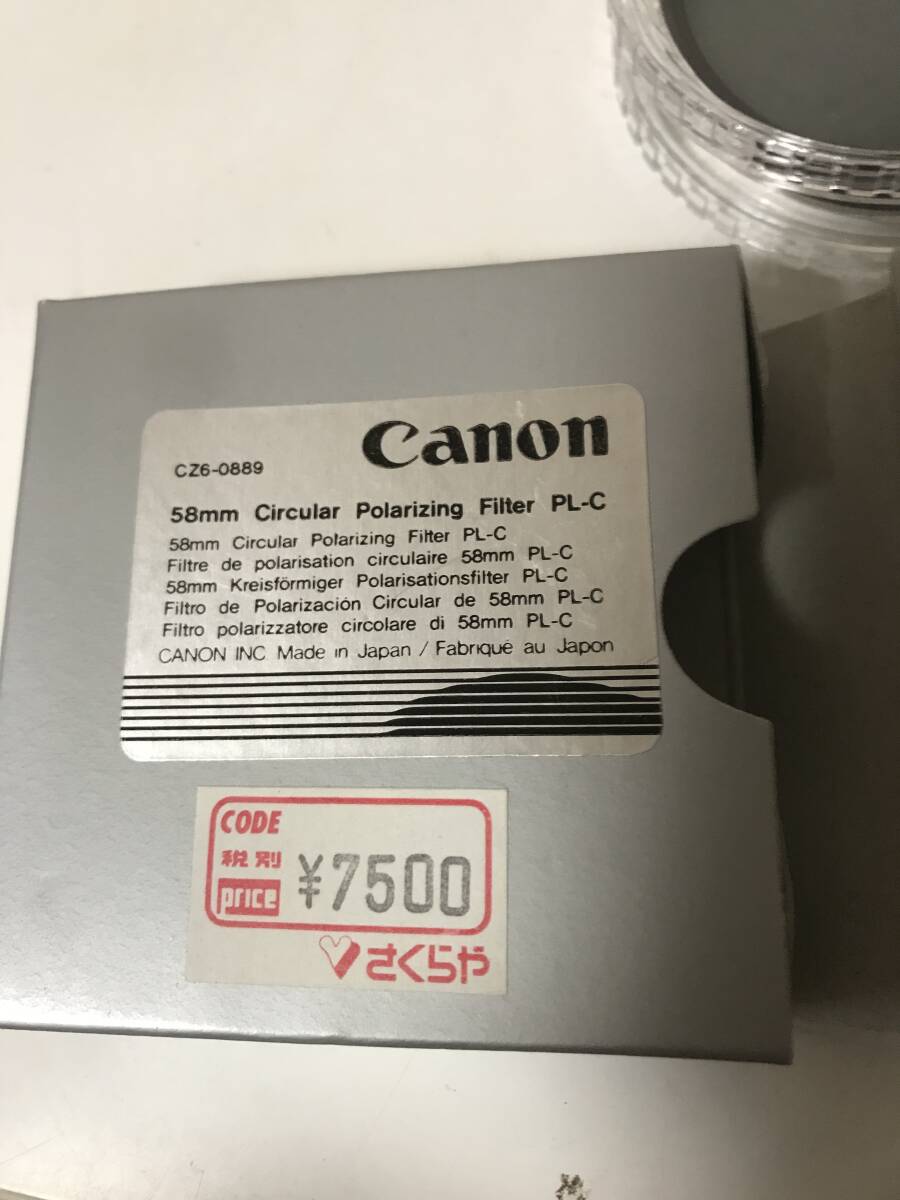 Canon
CZ6-0889
58mm Circular Polarizing Filter PL-C
58mm Circular Polarizing Filter PL-C
Filtre de polarisation circulaire 58mm PL-C
58mm Kreisförmiger Polarisationsfilter PL-C
Filtro de Polarización Circular de 58mm PL-C
Filtro polarizzatore circolare di 58mm PL-C
CANON INC. Made in Japan / Fabriqué au Japon
CODE
税別
price ¥7500
さくらや